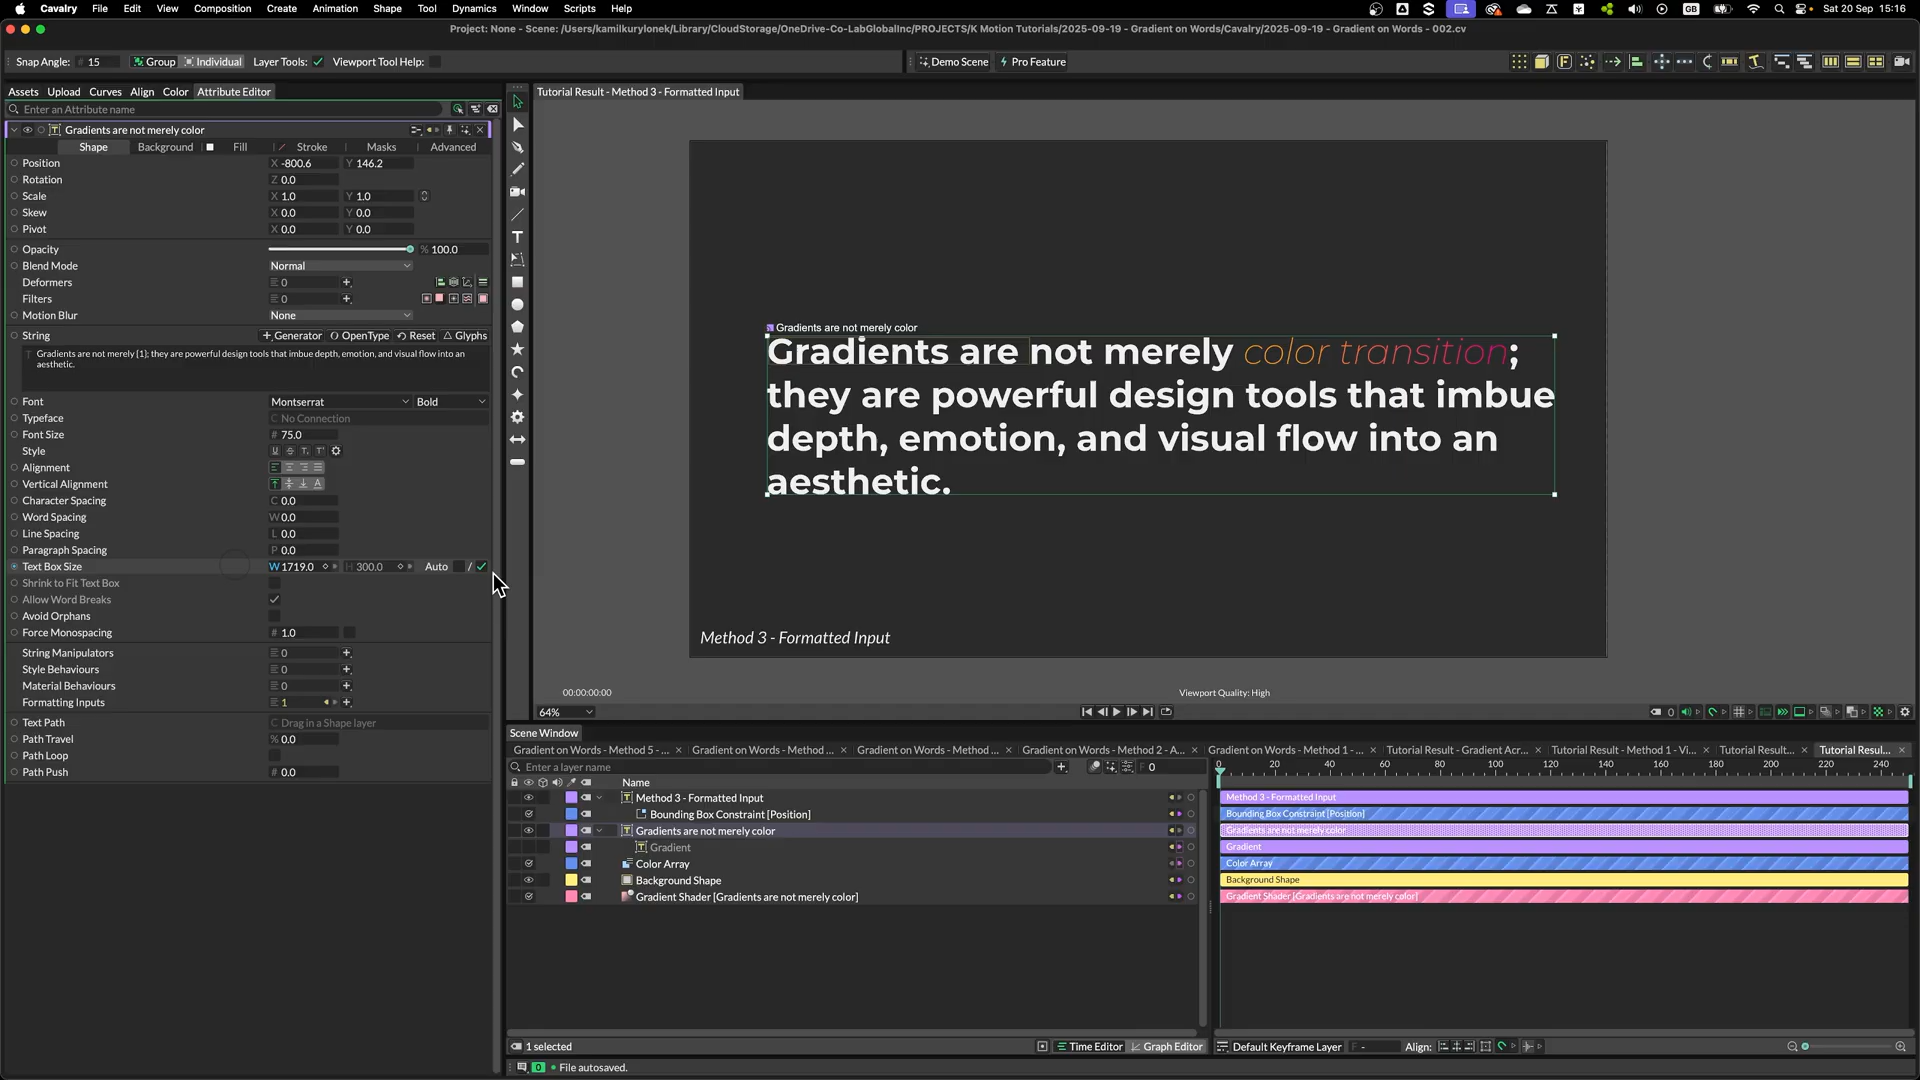 Cavalry File Edit View Composition Create Animation Shape Tool Dynamics Window Scripts Help
GB Sat 20 Sep 15:16
Project: None - Scene: /Users/kamilkurylonek/Library/CloudStorage/OneDrive-Co-LabGlobalInc/PROJECTS/K Motion Tutorials/2025-09-19 - Gradient on Words/Cavalry/2025-09-19 - Gradient on Words - 002.cv
Snap Angle: # 15 Group Individual Layer Tools: Viewport Tool Help: Demo Scene Pro Feature
Assets Upload Curves Align Color Attribute Editor
Enter an Attribute name
Gradients are not merely color
Shape Background Fill Stroke Masks Advanced
Position X -800.6 Y 146.2
Rotation Z 0.0
Scale X 1.0 Y 1.0
Skew X 0.0 Y 0.0
Pivot X 0.0 Y 0.0
Opacity % 100.0
Blend Mode Normal
Deformers 0
Filters 0
Motion Blur None
String Generator OpenType Reset Glyphs
Gradients are not merely [1]; they are powerful design tools that imbue depth, emotion, and visual flow into an
aesthetic.
Font Montserrat Bold
Typeface C No Connection
Font Size # 75.0
Style
Alignment
Vertical Alignment
Character Spacing C 0.0
Word Spacing W 0.0
Line Spacing L 0.0
Paragraph Spacing P 0.0
Text Box Size W 1719.0 H 300.0 Auto /
Shrink to Fit Text Box
Allow Word Breaks
Avoid Orphans
Force Monospacing # 1.0
String Manipulators 0
Style Behaviours 0
Material Behaviours 0
Formatting Inputs 1
Text Path C Drag in a Shape layer
Path Travel % 0.0
Path Loop
Path Push # 0.0
Tutorial Result - Method 3 - Formatted Input
Gradients are not merely color
Gradients are not merely color transition;
they are powerful design tools that imbue
depth, emotion, and visual flow into an
aesthetic.
Method 3 - Formatted Input
00:00:00:00 Viewport Quality: High
64% 0
Scene Window
Gradient on Words - Method 5 - ... Gradient on Words - Method ... Gradient on Words - Method ... Gradient on Words - Method 2 - A... Gradient on Words - Method 1 - ... Tutorial Result - Gradient Acr... Tutorial Result - Method 1 - Vi... Tutorial Result... Tutorial Resul...
Enter a layer name F 0 0 20 40 60 80 100 120 140 160 180 200 220 240
Name
Method 3 - Formatted Input Method 3 - Formatted Input
Bounding Box Constraint [Position] Bounding Box Constraint [Position]
Gradients are not merely color Gradients are not merely color
Gradient Gradient
Color Array Color Array
Background Shape Background Shape
Gradient Shader [Gradients are not merely color] Gradient Shader [Gradients are not merely color]
1 selected Time Editor Graph Editor Default Keyframe Layer F - Align:
0 File autosaved.